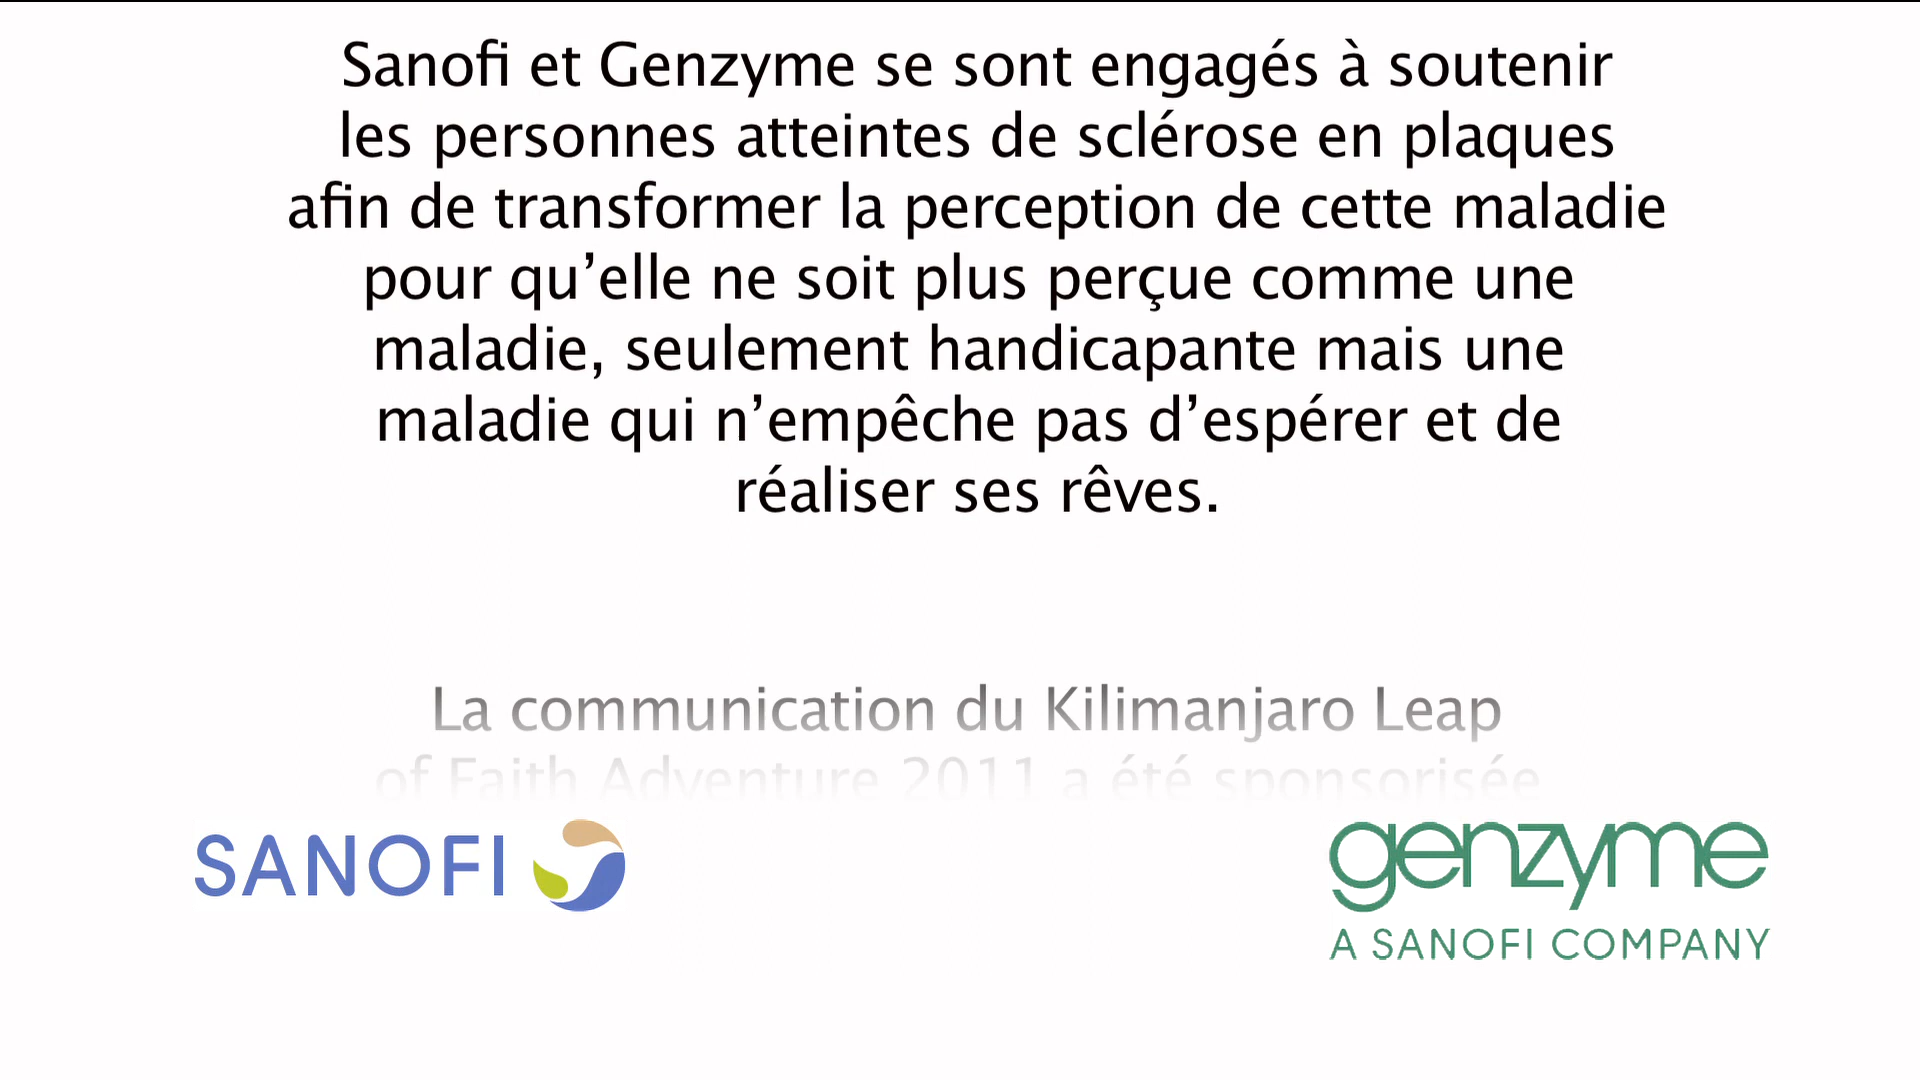 Sanofi et Genzyme se sont engagés à soutenir
les personnes atteintes de sclérose en plaques
afin de transformer la perception de cette maladie
pour qu’elle ne soit plus perçue comme une
maladie, seulement handicapante mais une
maladie qui n’empêche pas d’espérer et de
réaliser ses rêves.
La communication du Kilimanjaro Leap
of Faith Adventure 2011 a été sponsorisée
SANOFI
genzyme
A SANOFI COMPANY